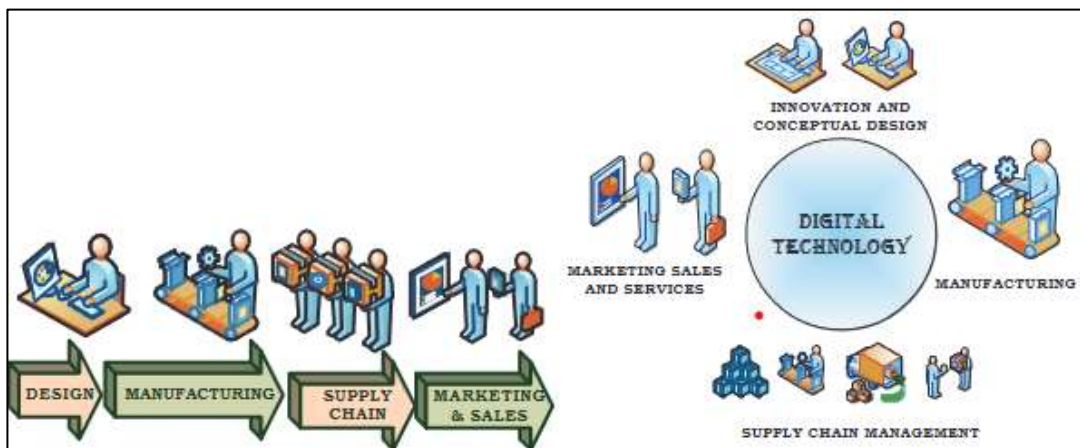 DESIGN
MANUFACTURING
SUPPLY
CHAIN
MARKETING
& SALES
INNOVATION AND
CONCEPTUAL DESIGN
DIGITAL
TECHNOLOGY
MARKETING SALES
AND SERVICES
MANUFACTURING
SUPPLY CHAIN MANAGEMENT